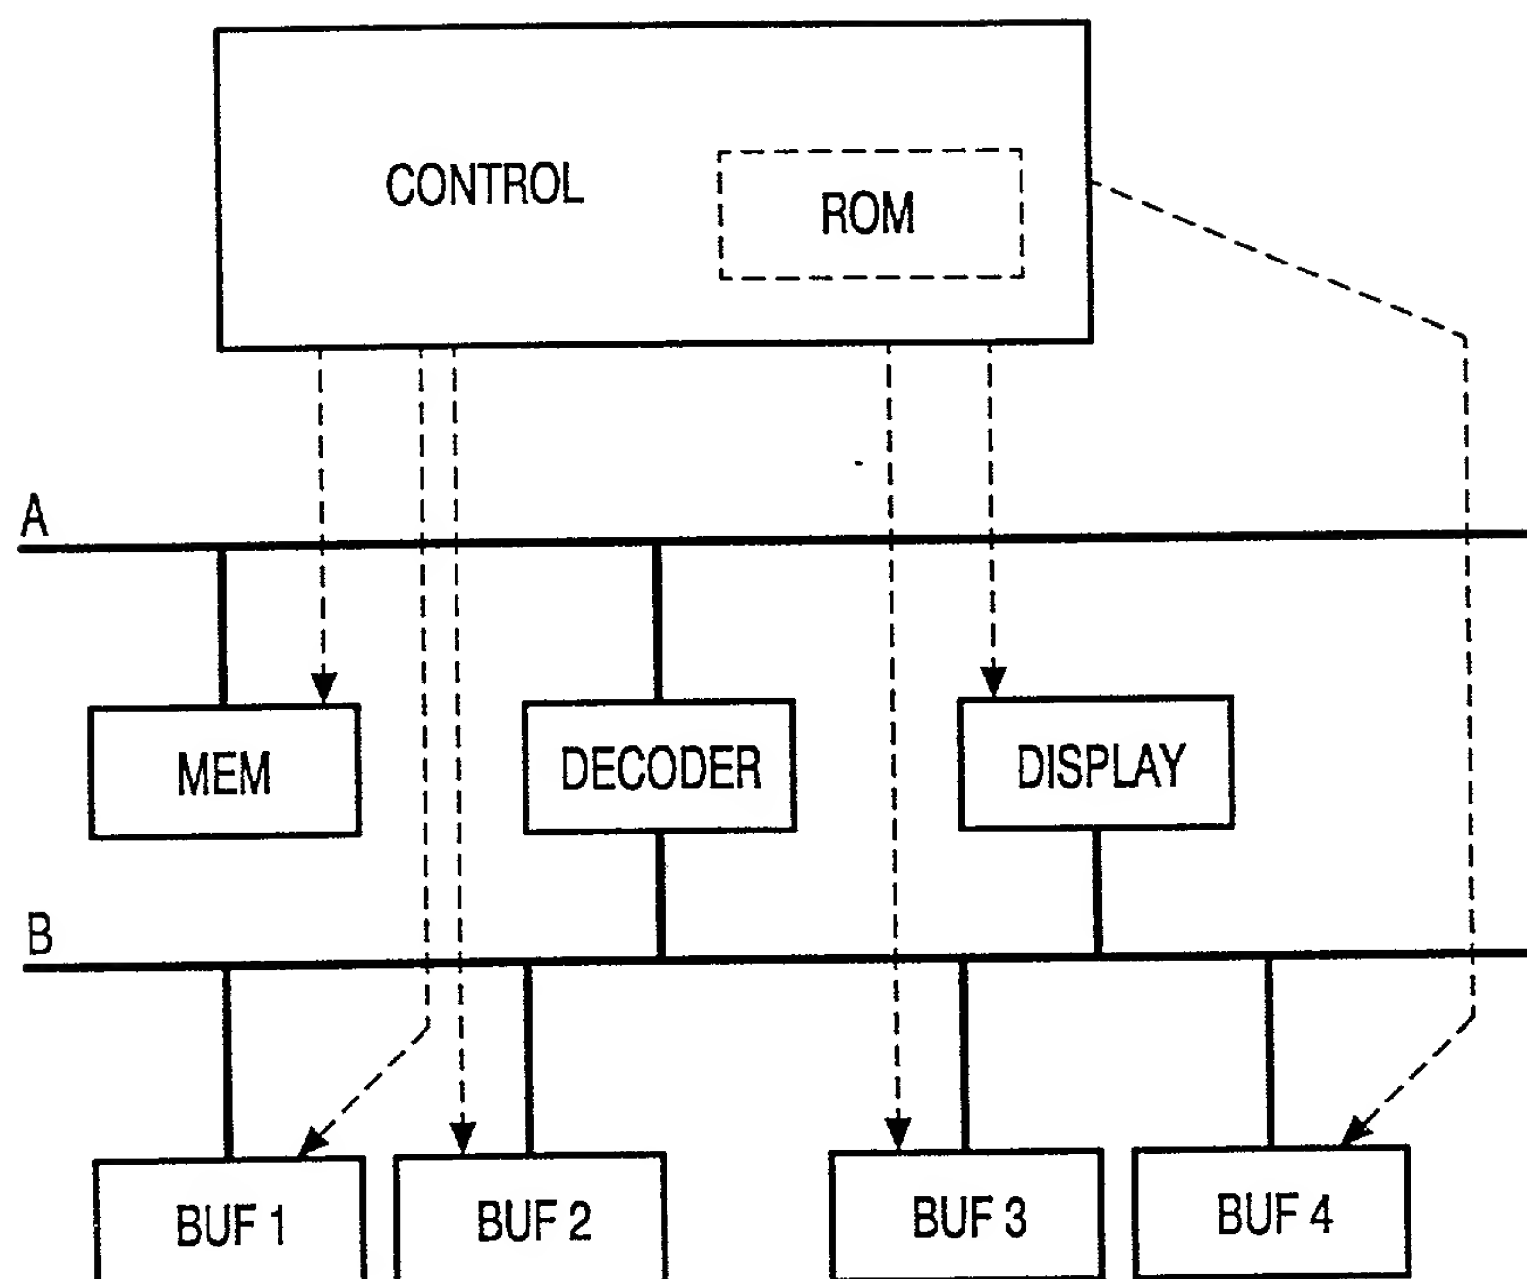 CONTROL
ROM
A
MEM
DECODER
DISPLAY
B
BUF 1
BUF 2
BUF 3
BUF 4